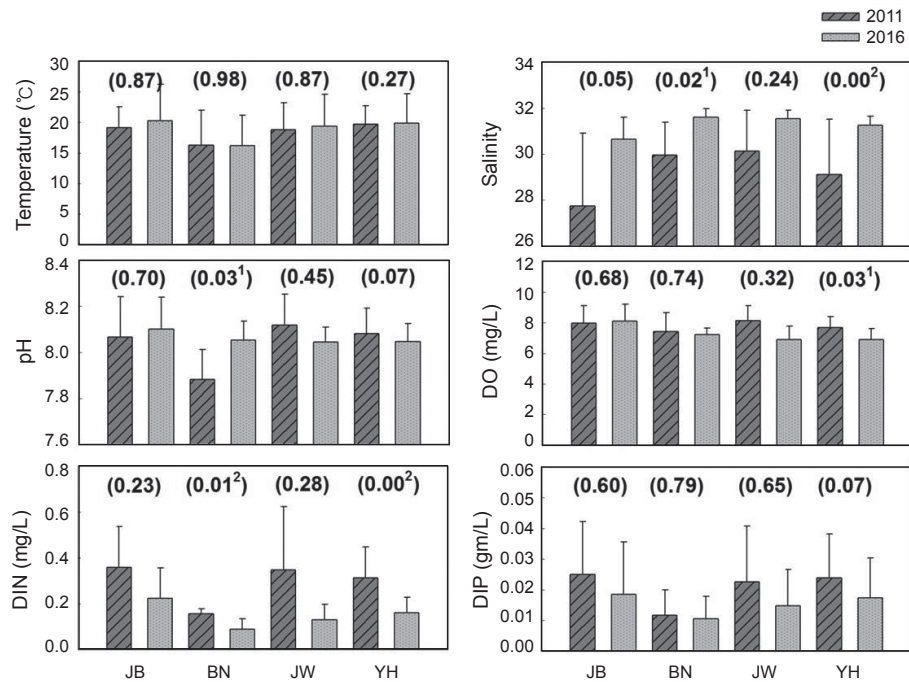 2011
2016
Temperature (℃)
30
25
20
15
10
5
0
(0.87) (0.98) (0.87) (0.27)
Salinity
34
32
30
28
26
(0.05) (0.02¹) (0.24) (0.00²)
pH
8.4
8.2
8.0
7.8
7.6
(0.70) (0.03¹) (0.45) (0.07)
DO (mg/L)
12
10
8
6
4
2
0
(0.68) (0.74) (0.32) (0.03¹)
DIN (mg/L)
0.8
0.6
0.4
0.2
0.0
(0.23) (0.01²) (0.28) (0.00²)
JB BN JW YH
DIP (gm/L)
0.06
0.05
0.04
0.03
0.02
0.01
0.00
(0.60) (0.79) (0.65) (0.07)
JB BN JW YH